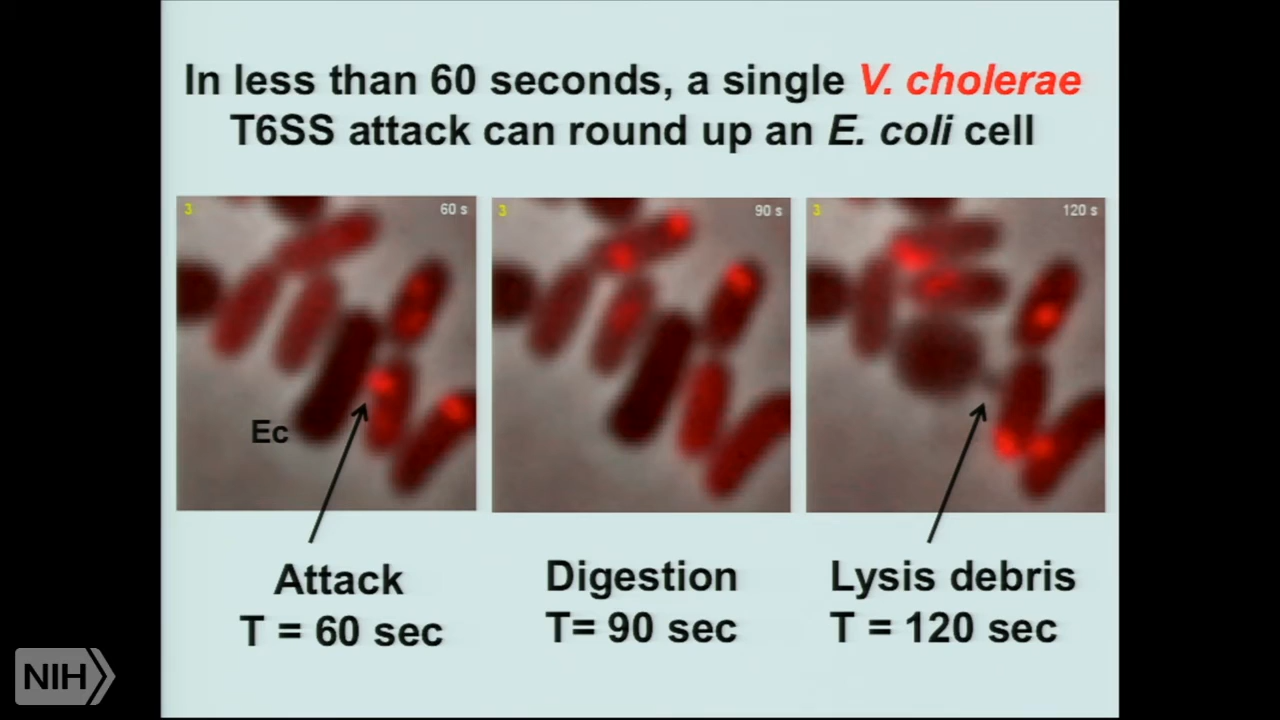 In less than 60 seconds, a single V. cholerae
T6SS attack can round up an E. coli cell
3 60 s
3 90 s
3 120 s
Ec
Attack
T = 60 sec
Digestion
T= 90 sec
Lysis debris
T = 120 sec
NIH